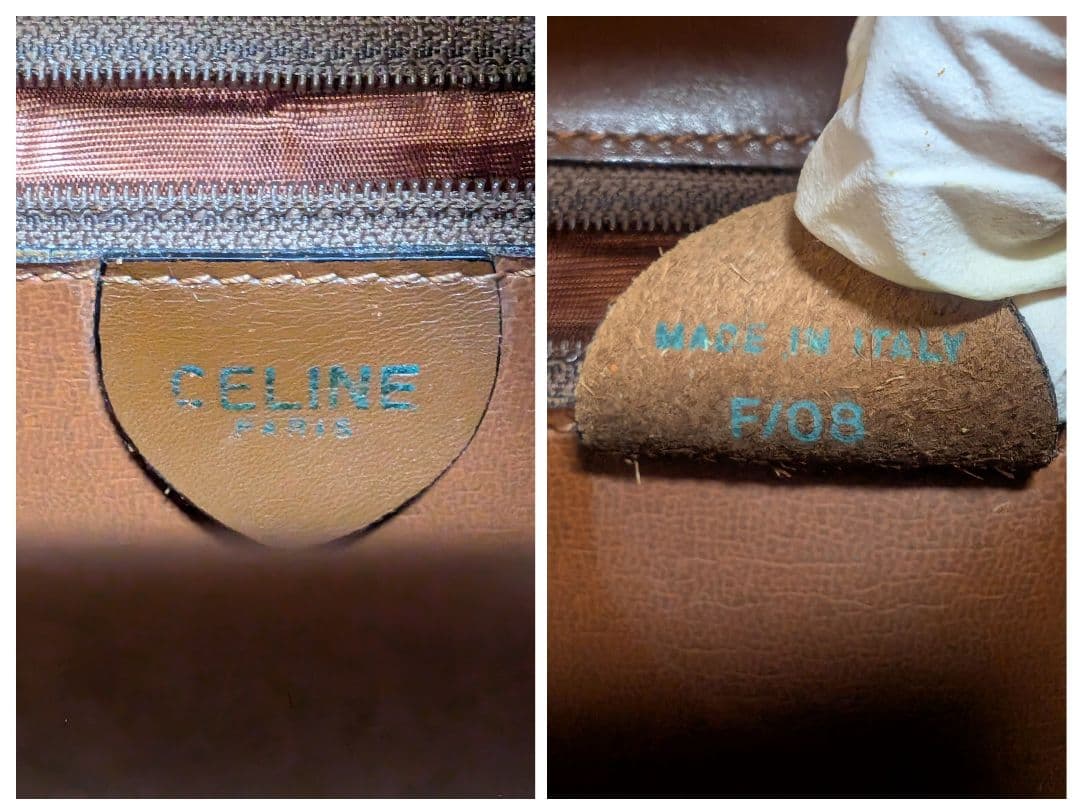 CELINE
PARIS
MADE IN ITALY
F/08